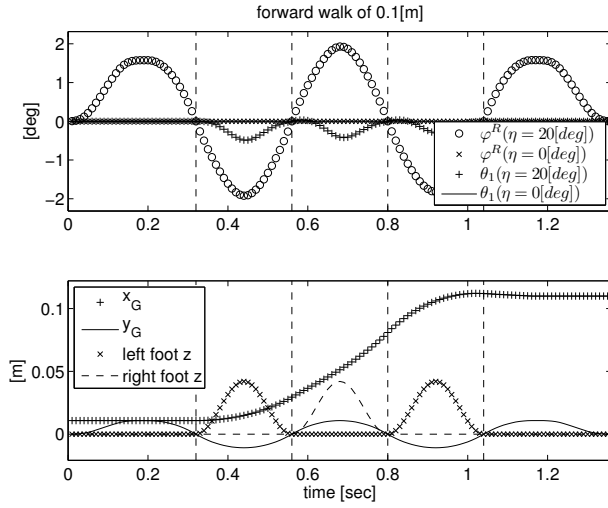 forward walk of 0.1[m]
2
1
0
-1
-2
[deg]
φ^R(η = 20[deg])
φ^R(η = 0[deg])
θ_1(η = 20[deg])
θ_1(η = 0[deg])
0 0.2 0.4 0.6 0.8 1 1.2
0.1
0.05
0
[m]
x_G
y_G
left foot z
right foot z
0 0.2 0.4 0.6 0.8 1 1.2
time [sec]